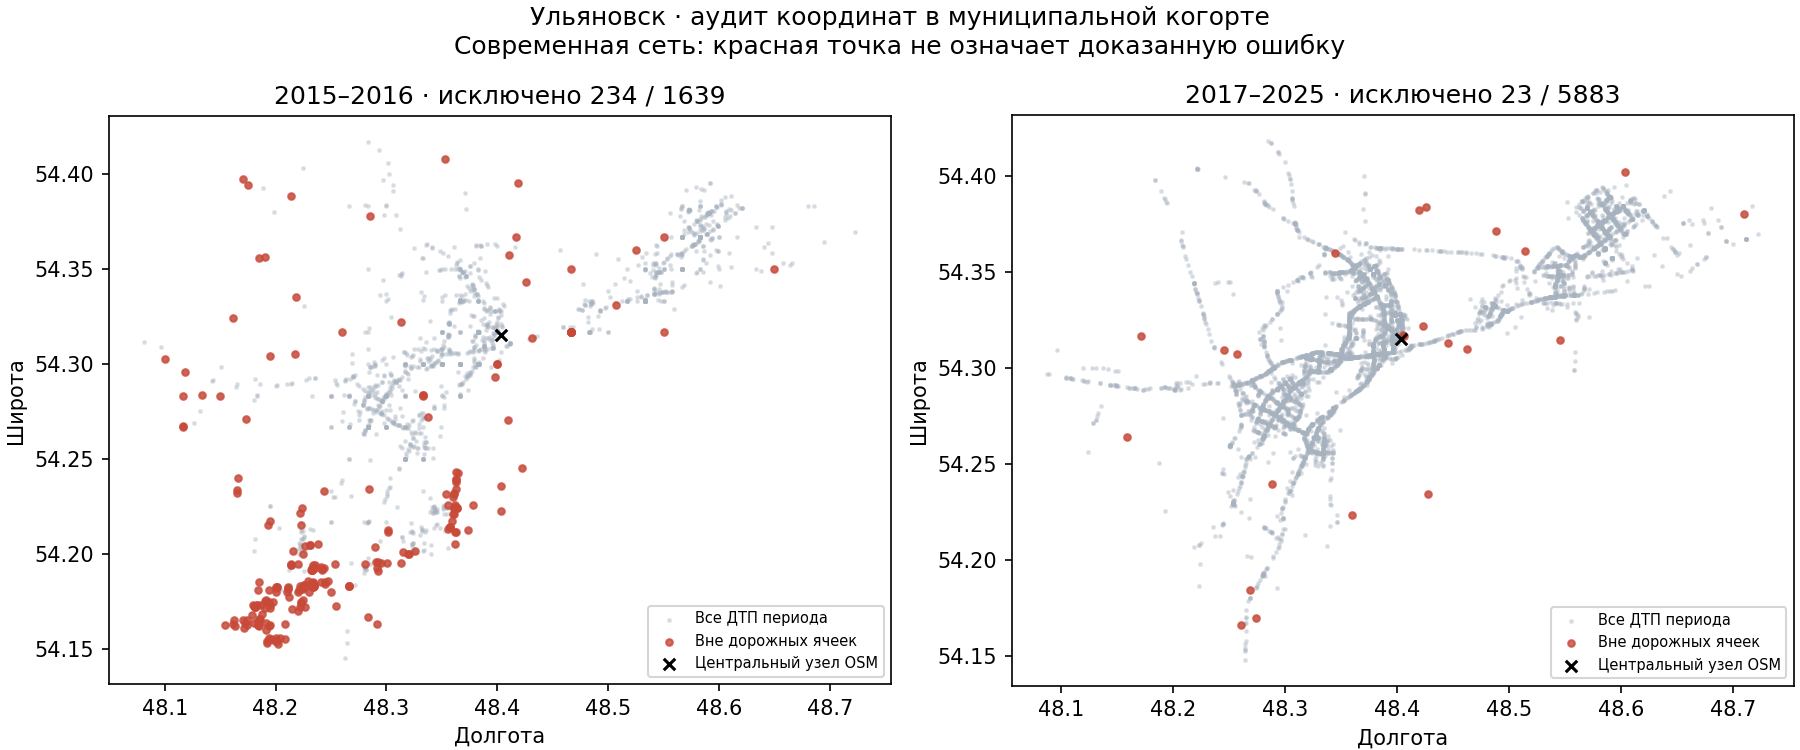 Ульяновск · аудит координат в муниципальной когорте
Современная сеть: красная точка не означает доказанную ошибку
2015–2016 · исключено 234 / 1639
54.40
54.35
54.30
54.25
54.20
54.15
Широта
48.1 48.2 48.3 48.4 48.5 48.6 48.7
Долгота
Все ДТП периода
Вне дорожных ячеек
Центральный узел OSM
2017–2025 · исключено 23 / 5883
54.40
54.35
54.30
54.25
54.20
54.15
Широта
48.1 48.2 48.3 48.4 48.5 48.6 48.7
Долгота
Все ДТП периода
Вне дорожных ячеек
Центральный узел OSM